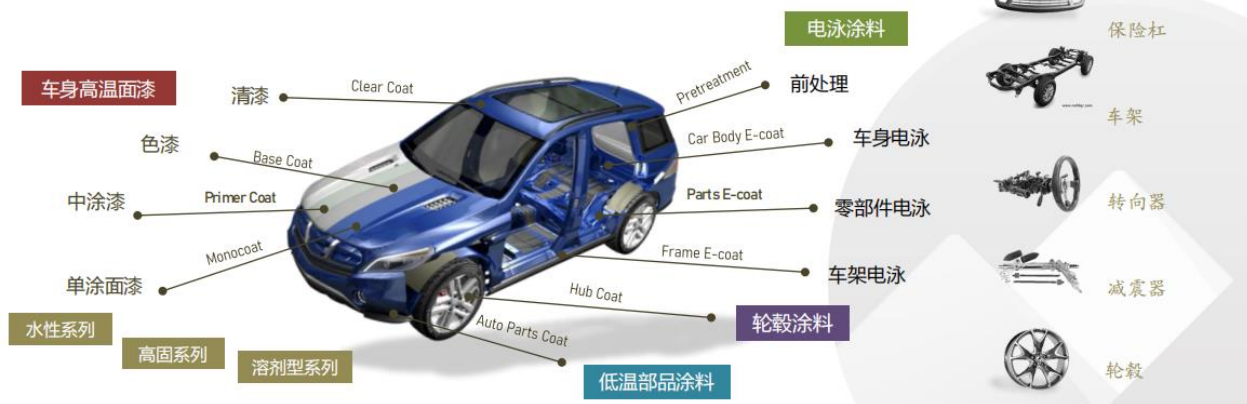 电泳涂料
保险杠
车身高温面漆
清漆
Clear Coat
Pretreatment
前处理
色漆
Base Coat
Car Body E-coat
车身电泳
车架
中涂漆
Primer Coat
Parts E-coat
零部件电泳
转向器
单涂面漆
Monocoat
Frame E-coat
车架电泳
Hub Coat
轮毂涂料
减震器
水性系列
高固系列
溶剂型系列
Auto Parts Coat
低温部品涂料
轮毂